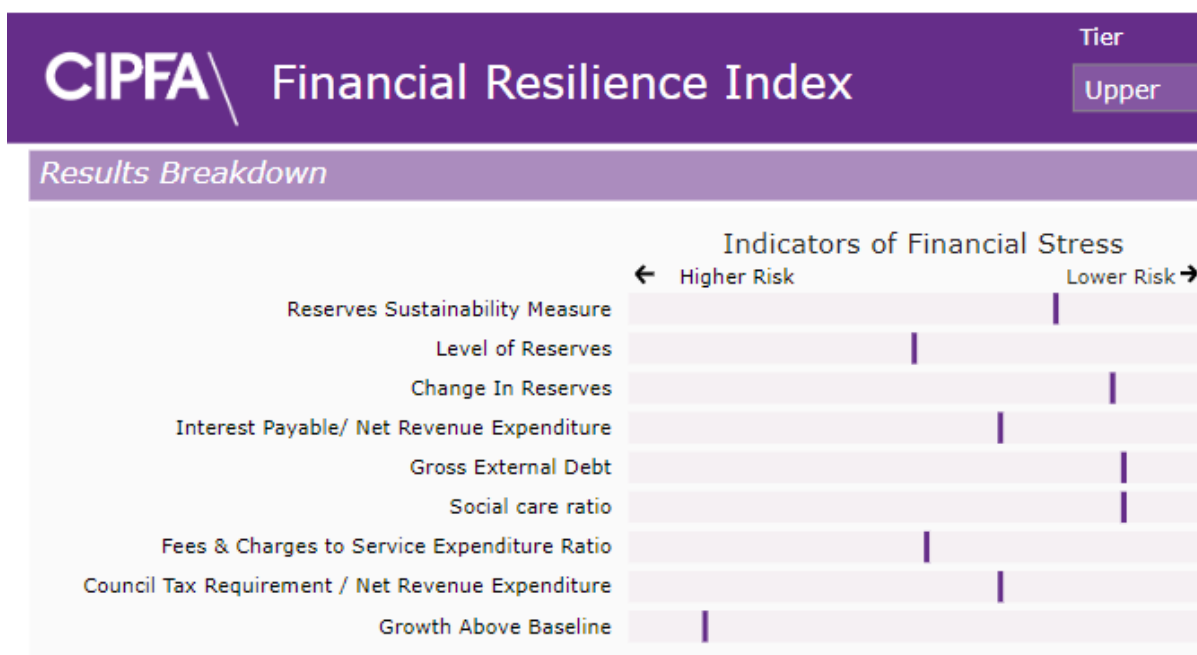 Tier
CIPFA\ Financial Resilience Index
Upper
Results Breakdown
Indicators of Financial Stress
← Higher Risk Lower Risk →
Reserves Sustainability Measure
Level of Reserves
Change In Reserves
Interest Payable/ Net Revenue Expenditure
Gross External Debt
Social care ratio
Fees & Charges to Service Expenditure Ratio
Council Tax Requirement / Net Revenue Expenditure
Growth Above Baseline